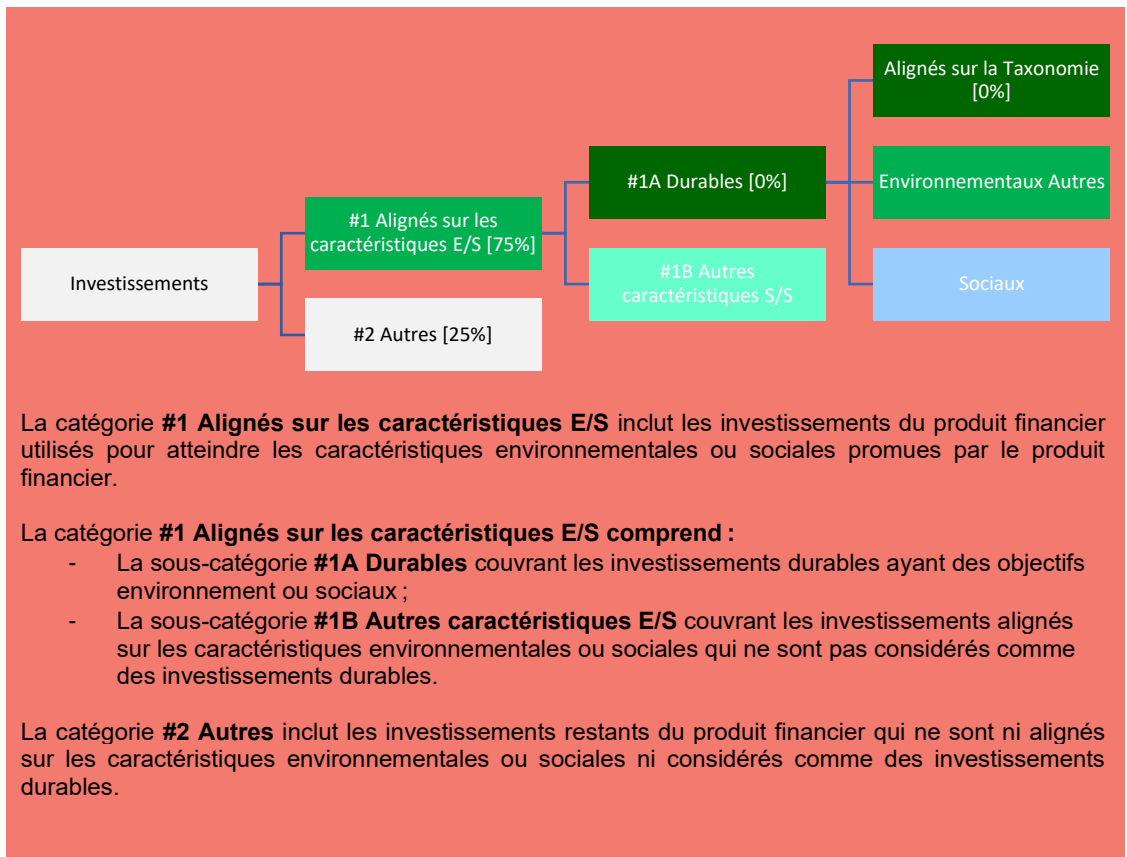 Alignés sur la Taxonomie
[0%]
#1A Durables [0%]
Environnementaux Autres
#1 Alignés sur les
caractéristiques E/S [75%]
Investissements
#1B Autres
caractéristiques S/S
Sociaux
#2 Autres [25%]
La catégorie #1 Alignés sur les caractéristiques E/S inclut les investissements du produit financier
utilisés pour atteindre les caractéristiques environnementales ou sociales promues par le produit
financier.
La catégorie #1 Alignés sur les caractéristiques E/S comprend :
- La sous-catégorie #1A Durables couvrant les investissements durables ayant des objectifs
environnement ou sociaux ;
- La sous-catégorie #1B Autres caractéristiques E/S couvrant les investissements alignés
sur les caractéristiques environnementales ou sociales qui ne sont pas considérés comme
des investissements durables.
La catégorie #2 Autres inclut les investissements restants du produit financier qui ne sont ni alignés
sur les caractéristiques environnementales ou sociales ni considérés comme des investissements
durables.